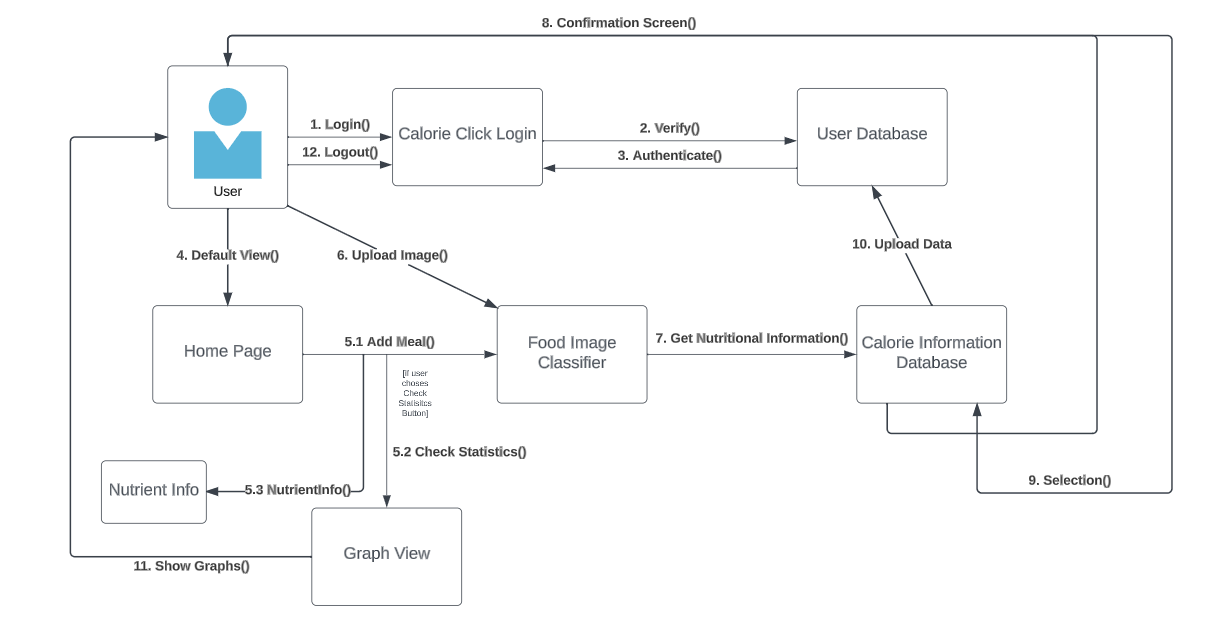 8. Confirmation Screen()
1. Login()
12. Logout()
Calorie Click Login
2. Verify()
3. Authenticate()
User Database
User
4. Default View()
6. Upload Image()
10. Upload Data
Home Page
5.1 Add Meal()
Food Image
Classifier
7. Get Nutritional Information()
Calorie Information
Database
[If user
choses
Check
Statisitcs
Button]
5.2 Check Statistics()
9. Selection()
Nutrient Info
5.3 NutrientInfo()
Graph View
11. Show Graphs()